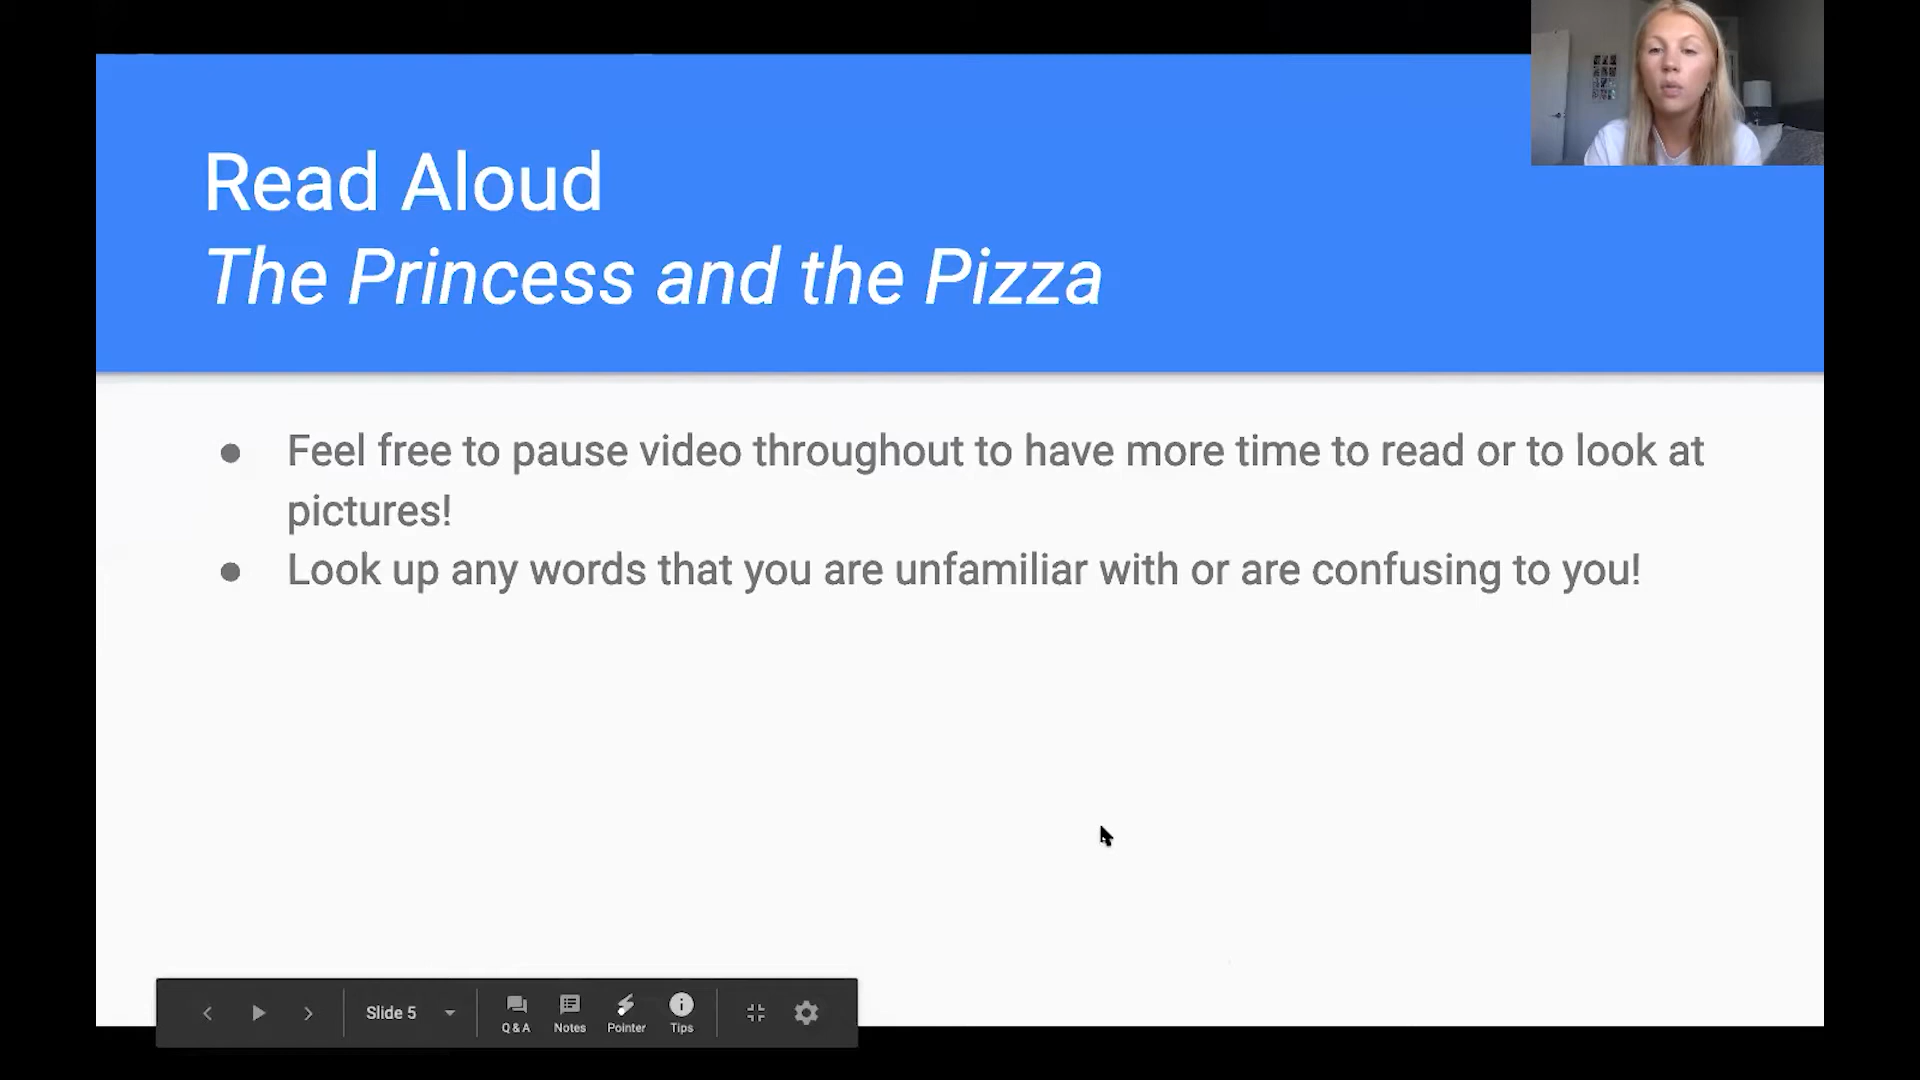 Read Aloud
The Princess and the Pizza
● Feel free to pause video throughout to have more time to read or to look at
pictures!
● Look up any words that you are unfamiliar with or are confusing to you!
Slide 5
Q & A
Notes
Pointer
Tips